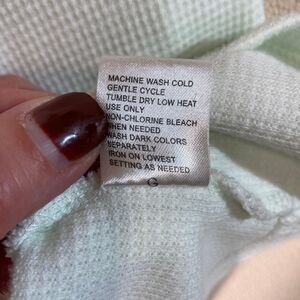 MACHINE WASH COLD
GENTLE CYCLE
TUMBLE DRY LOW HEAT
USE ONLY
NON-CHLORINE BLEACH
WHEN NEEDED
WASH DARK COLORS
SEPARATELY
IRON ON LOWEST
SETTING AS NEEDED
G